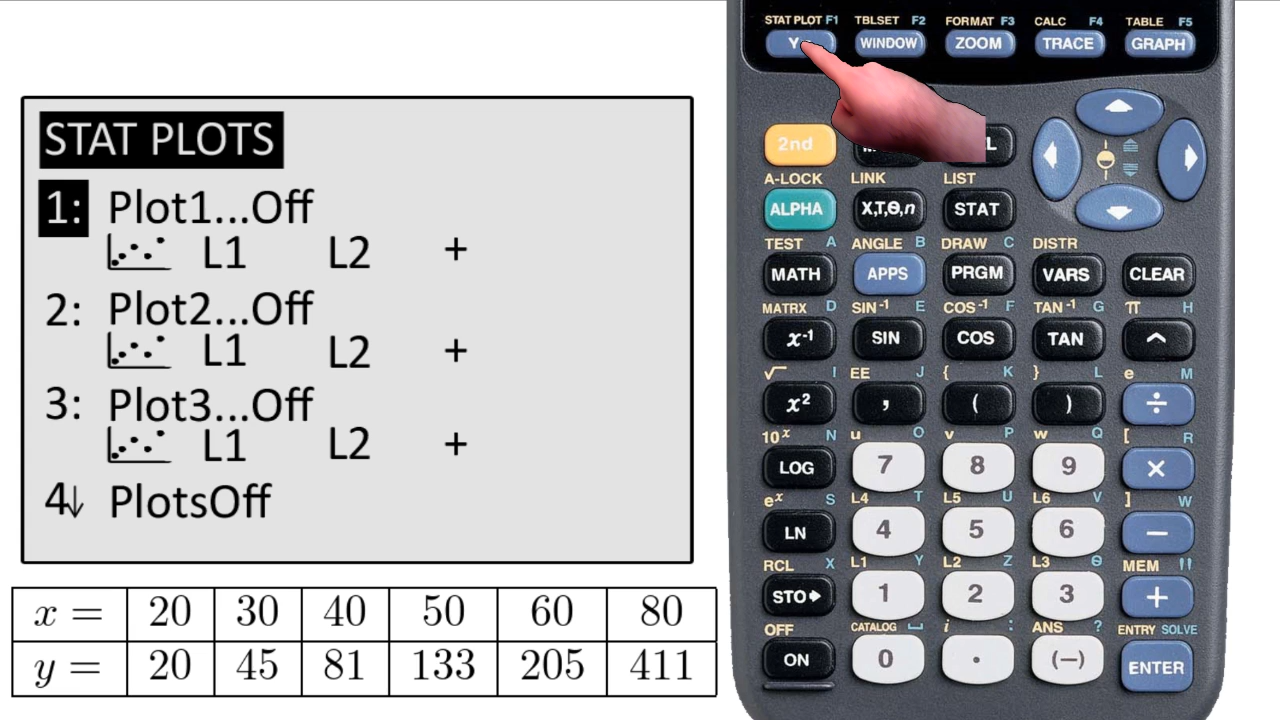 STAT PLOTS
1: Plot1...Off
L1 L2 +
2: Plot2...Off
L1 L2 +
3: Plot3...Off
L1 L2 +
4↓ PlotsOff
x = 20 30 40 50 60 80
y = 20 45 81 133 205 411
STAT PLOT F1 TBLSET F2 FORMAT F3 CALC F4 TABLE F5
Y WINDOW ZOOM TRACE GRAPH
2nd
A-LOCK LINK LIST
ALPHA X,T,Θ,n STAT
TEST A ANGLE B DRAW C DISTR
MATH APPS PRGM VARS CLEAR
MATRX D SIN⁻¹ E COS⁻¹ F TAN⁻¹ G π H
x⁻¹ SIN COS TAN ^
√ I EE J { K } L e M
x² , ( ) ÷
10ˣ N u O v P w Q [ R
LOG 7 8 9 ×
eˣ S L4 T L5 U L6 V ] W
LN 4 5 6 −
RCL X L1 Y L2 Z L3 Θ MEM "
STO▸ 1 2 3 +
OFF CATALOG ⎵ i : ANS ? ENTRY SOLVE
ON 0 . (−) ENTER